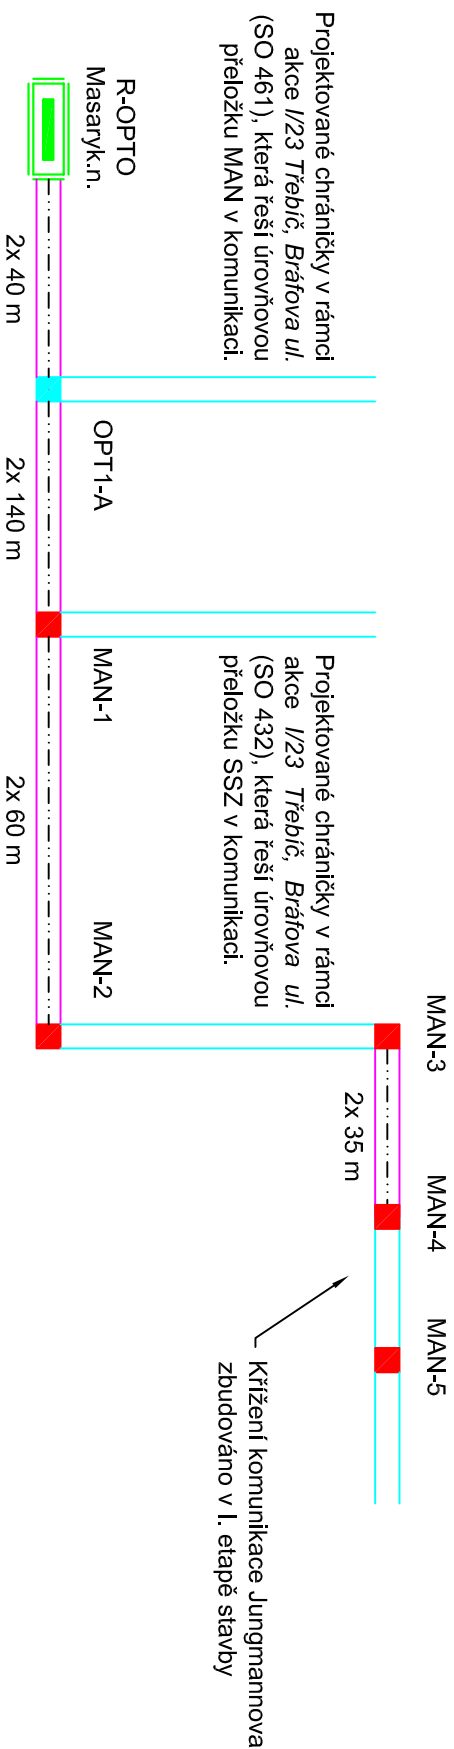 Projektované chráničky v rámci
akce I/23 Třebíč, Bráfova ul.
(SO 461), která řeší úrovňovou
přeložku MAN v komunikaci.
Projektované chráničky v rámci
akce I/23 Třebíč, Bráfova ul.
(SO 432), která řeší úrovňovou
přeložku SSZ v komunikaci.
MAN-3
MAN-4
MAN-5
2x 35 m
Křížení komunikace Jungmannova
zbudováno v I. etapě stavby
R-OPTO
Masaryk.n.
OPT1-A
MAN-1
MAN-2
2x 40 m
2x 140 m
2x 60 m